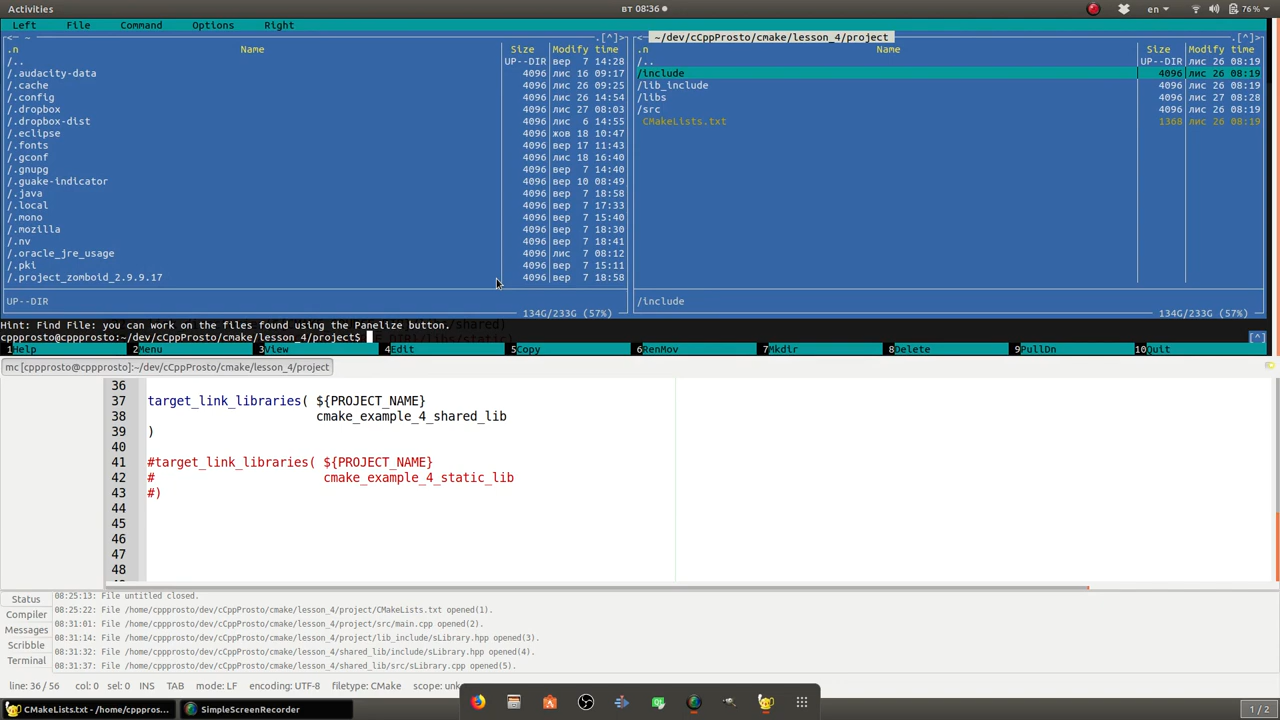 Activities
вт 08:36
en
76%
Left File Command Options Right
<─ ~ .[^]>
.n Name Size Modify time
/.. UP--DIR вер 7 14:28
/.audacity-data 4096 лис 16 09:17
/.cache 4096 лис 26 09:25
/.config 4096 лис 26 14:54
/.dropbox 4096 лис 27 08:03
/.dropbox-dist 4096 лис 6 14:55
/.eclipse 4096 жов 18 10:47
/.fonts 4096 вер 17 11:43
/.gconf 4096 лис 18 16:40
/.gnupg 4096 вер 7 14:40
/.guake-indicator 4096 вер 10 08:49
/.java 4096 вер 7 18:58
/.local 4096 вер 7 17:33
/.mono 4096 вер 7 15:40
/.mozilla 4096 вер 7 18:30
/.nv 4096 вер 7 18:41
/.oracle_jre_usage 4096 лис 7 08:12
/.pki 4096 вер 7 15:11
/.project_zomboid_2.9.9.17 4096 вер 7 18:58
UP--DIR
134G/233G (57%)
<─ ~/dev/cCppProsto/cmake/lesson_4/project .[^]>
.n Name Size Modify time
/.. UP--DIR лис 26 08:19
/include 4096 лис 26 08:19
/lib_include 4096 лис 26 08:19
/libs 4096 лис 27 08:28
/src 4096 лис 26 08:19
CMakeLists.txt 1368 лис 26 08:19
/include
134G/233G (57%)
Hint: Find File: you can work on the files found using the Panelize button.
cppprosto@cppprosto:~/dev/cCppProsto/cmake/lesson_4/project$ [^]
1Help 2Menu 3View 4Edit 5Copy 6RenMov 7Mkdir 8Delete 9PullDn 10Quit
mc [cppprosto@cppprosto]:~/dev/cCppProsto/cmake/lesson_4/project
36
37 target_link_libraries( ${PROJECT_NAME}
38 cmake_example_4_shared_lib
39 )
40
41 #target_link_libraries( ${PROJECT_NAME}
42 # cmake_example_4_static_lib
43 #)
44
45
46
47
48
Status
Compiler
Messages
Scribble
Terminal
08:25:13: File untitled closed.
08:25:22: File /home/cppprosto/dev/cCppProsto/cmake/lesson_4/project/CMakeLists.txt opened(1).
08:31:01: File /home/cppprosto/dev/cCppProsto/cmake/lesson_4/project/src/main.cpp opened(2).
08:31:14: File /home/cppprosto/dev/cCppProsto/cmake/lesson_4/project/lib_include/sLibrary.hpp opened(3).
08:31:32: File /home/cppprosto/dev/cCppProsto/cmake/lesson_4/shared_lib/include/sLibrary.hpp opened(4).
08:31:37: File /home/cppprosto/dev/cCppProsto/cmake/lesson_4/shared_lib/src/sLibrary.cpp opened(5).
line: 36 / 56 col: 0 sel: 0 INS TAB mode: LF encoding: UTF-8 filetype: CMake scope: unk
CMakeLists.txt - /home/cpppros...
SimpleScreenRecorder
1 / 2